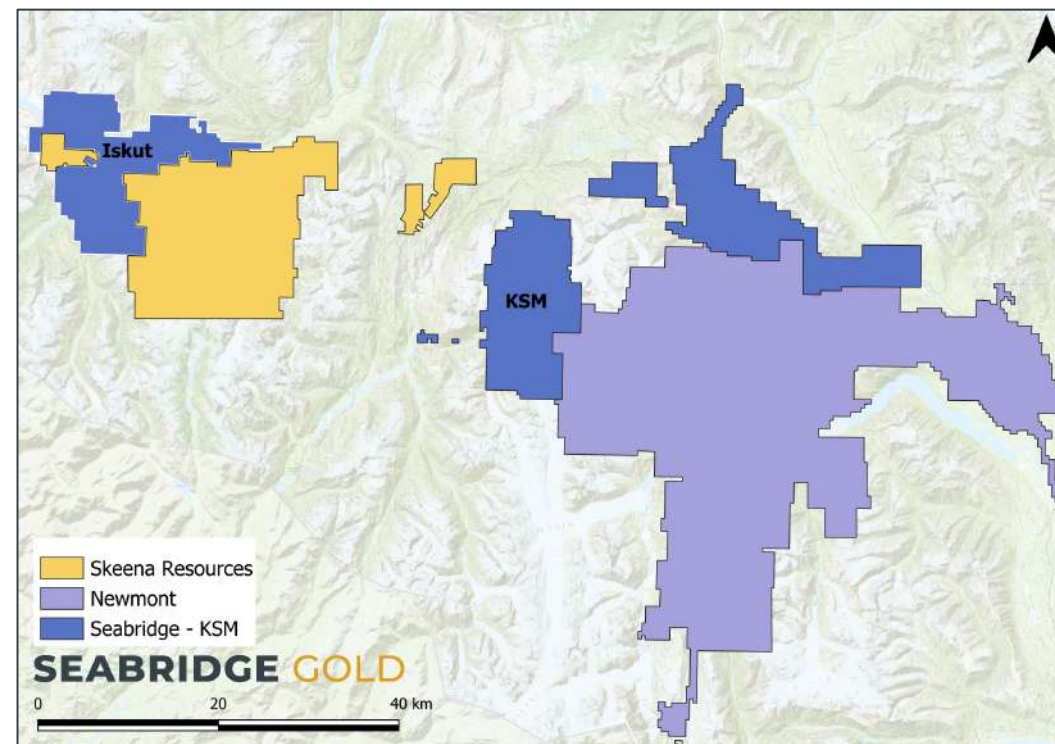 Iskut
KSM
Skeena Resources
Newmont
Seabridge - KSM
SEABRIDGE GOLD
0 20 40 km